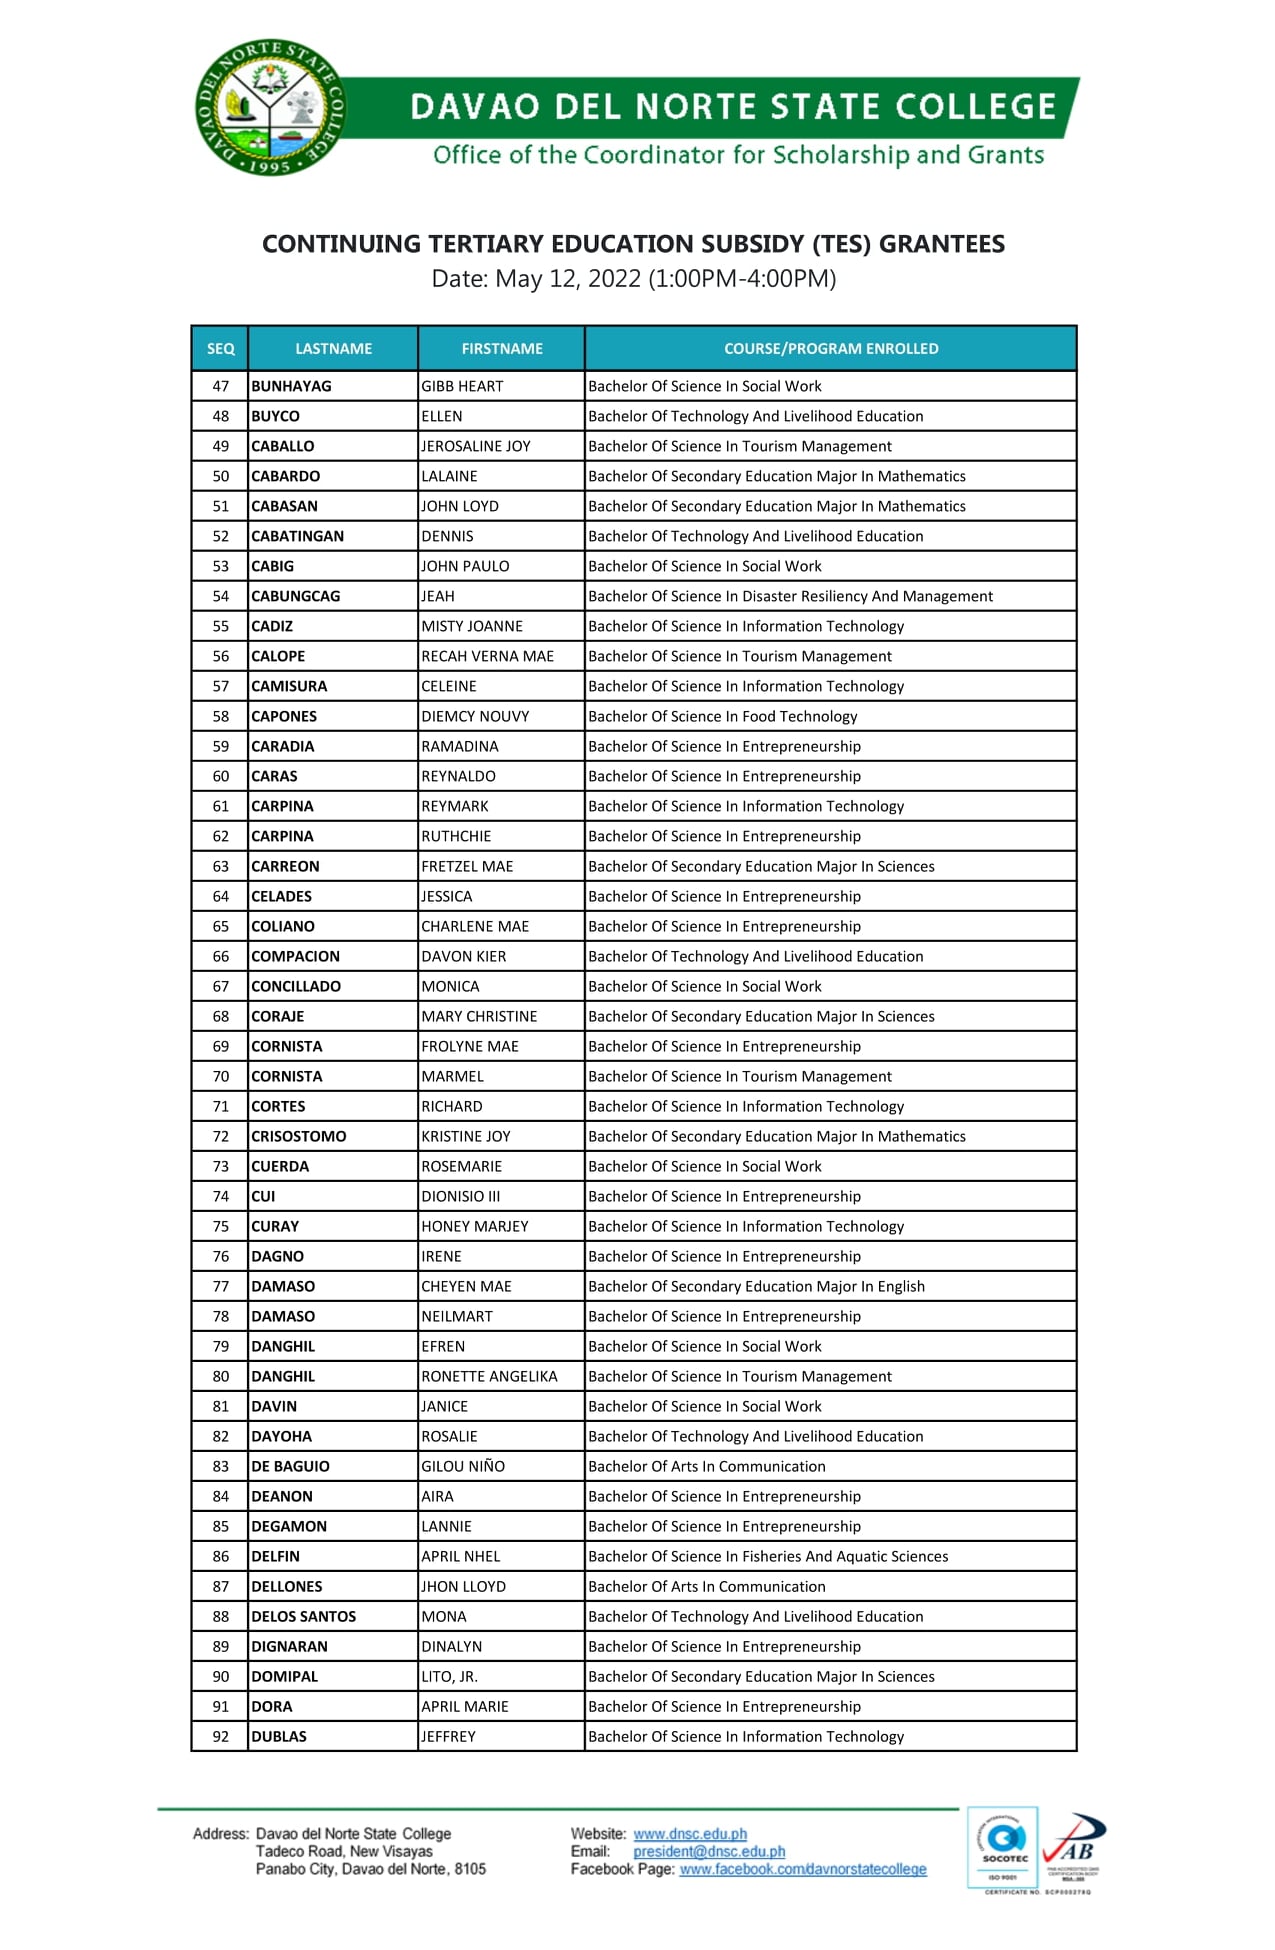 DAVAO DEL NORTE STATE COLLEGE
• 1995 •
DAVAO DEL NORTE STATE COLLEGE
Office of the Coordinator for Scholarship and Grants
CONTINUING TERTIARY EDUCATION SUBSIDY (TES) GRANTEES
Date: May 12, 2022 (1:00PM-4:00PM)
SEQ LASTNAME FIRSTNAME COURSE/PROGRAM ENROLLED
47 BUNHAYAG GIBB HEART Bachelor Of Science In Social Work
48 BUYCO ELLEN Bachelor Of Technology And Livelihood Education
49 CABALLO JEROSALINE JOY Bachelor Of Science In Tourism Management
50 CABARDO LALAINE Bachelor Of Secondary Education Major In Mathematics
51 CABASAN JOHN LOYD Bachelor Of Secondary Education Major In Mathematics
52 CABATINGAN DENNIS Bachelor Of Technology And Livelihood Education
53 CABIG JOHN PAULO Bachelor Of Science In Social Work
54 CABUNGCAG JEAH Bachelor Of Science In Disaster Resiliency And Management
55 CADIZ MISTY JOANNE Bachelor Of Science In Information Technology
56 CALOPE RECAH VERNA MAE Bachelor Of Science In Tourism Management
57 CAMISURA CELEINE Bachelor Of Science In Information Technology
58 CAPONES DIEMCY NOUVY Bachelor Of Science In Food Technology
59 CARADIA RAMADINA Bachelor Of Science In Entrepreneurship
60 CARAS REYNALDO Bachelor Of Science In Entrepreneurship
61 CARPINA REYMARK Bachelor Of Science In Information Technology
62 CARPINA RUTHCHIE Bachelor Of Science In Entrepreneurship
63 CARREON FRETZEL MAE Bachelor Of Secondary Education Major In Sciences
64 CELADES JESSICA Bachelor Of Science In Entrepreneurship
65 COLIANO CHARLENE MAE Bachelor Of Science In Entrepreneurship
66 COMPACION DAVON KIER Bachelor Of Technology And Livelihood Education
67 CONCILLADO MONICA Bachelor Of Science In Social Work
68 CORAJE MARY CHRISTINE Bachelor Of Secondary Education Major In Sciences
69 CORNISTA FROLYNE MAE Bachelor Of Science In Entrepreneurship
70 CORNISTA MARMEL Bachelor Of Science In Tourism Management
71 CORTES RICHARD Bachelor Of Science In Information Technology
72 CRISOSTOMO KRISTINE JOY Bachelor Of Secondary Education Major In Mathematics
73 CUERDA ROSEMARIE Bachelor Of Science In Social Work
74 CUI DIONISIO III Bachelor Of Science In Entrepreneurship
75 CURAY HONEY MARJEY Bachelor Of Science In Information Technology
76 DAGNO IRENE Bachelor Of Science In Entrepreneurship
77 DAMASO CHEYEN MAE Bachelor Of Secondary Education Major In English
78 DAMASO NEILMART Bachelor Of Science In Entrepreneurship
79 DANGHIL EFREN Bachelor Of Science In Social Work
80 DANGHIL RONETTE ANGELIKA Bachelor Of Science In Tourism Management
81 DAVIN JANICE Bachelor Of Science In Social Work
82 DAYOHA ROSALIE Bachelor Of Technology And Livelihood Education
83 DE BAGUIO GILOU NIÑO Bachelor Of Arts In Communication
84 DEANON AIRA Bachelor Of Science In Entrepreneurship
85 DEGAMON LANNIE Bachelor Of Science In Entrepreneurship
86 DELFIN APRIL NHEL Bachelor Of Science In Fisheries And Aquatic Sciences
87 DELLONES JHON LLOYD Bachelor Of Arts In Communication
88 DELOS SANTOS MONA Bachelor Of Technology And Livelihood Education
89 DIGNARAN DINALYN Bachelor Of Science In Entrepreneurship
90 DOMIPAL LITO, JR. Bachelor Of Secondary Education Major In Sciences
91 DORA APRIL MARIE Bachelor Of Science In Entrepreneurship
92 DUBLAS JEFFREY Bachelor Of Science In Information Technology
Address: Davao del Norte State College
Tadeco Road, New Visayas
Panabo City, Davao del Norte, 8105
Website: www.dnsc.edu.ph
Email: president@dnsc.edu.ph
Facebook Page: www.facebook.com/davnorstatecollege
SOCOTEC
ISO 9001
PAB
CERTIFICATE NO. SCP000278Q